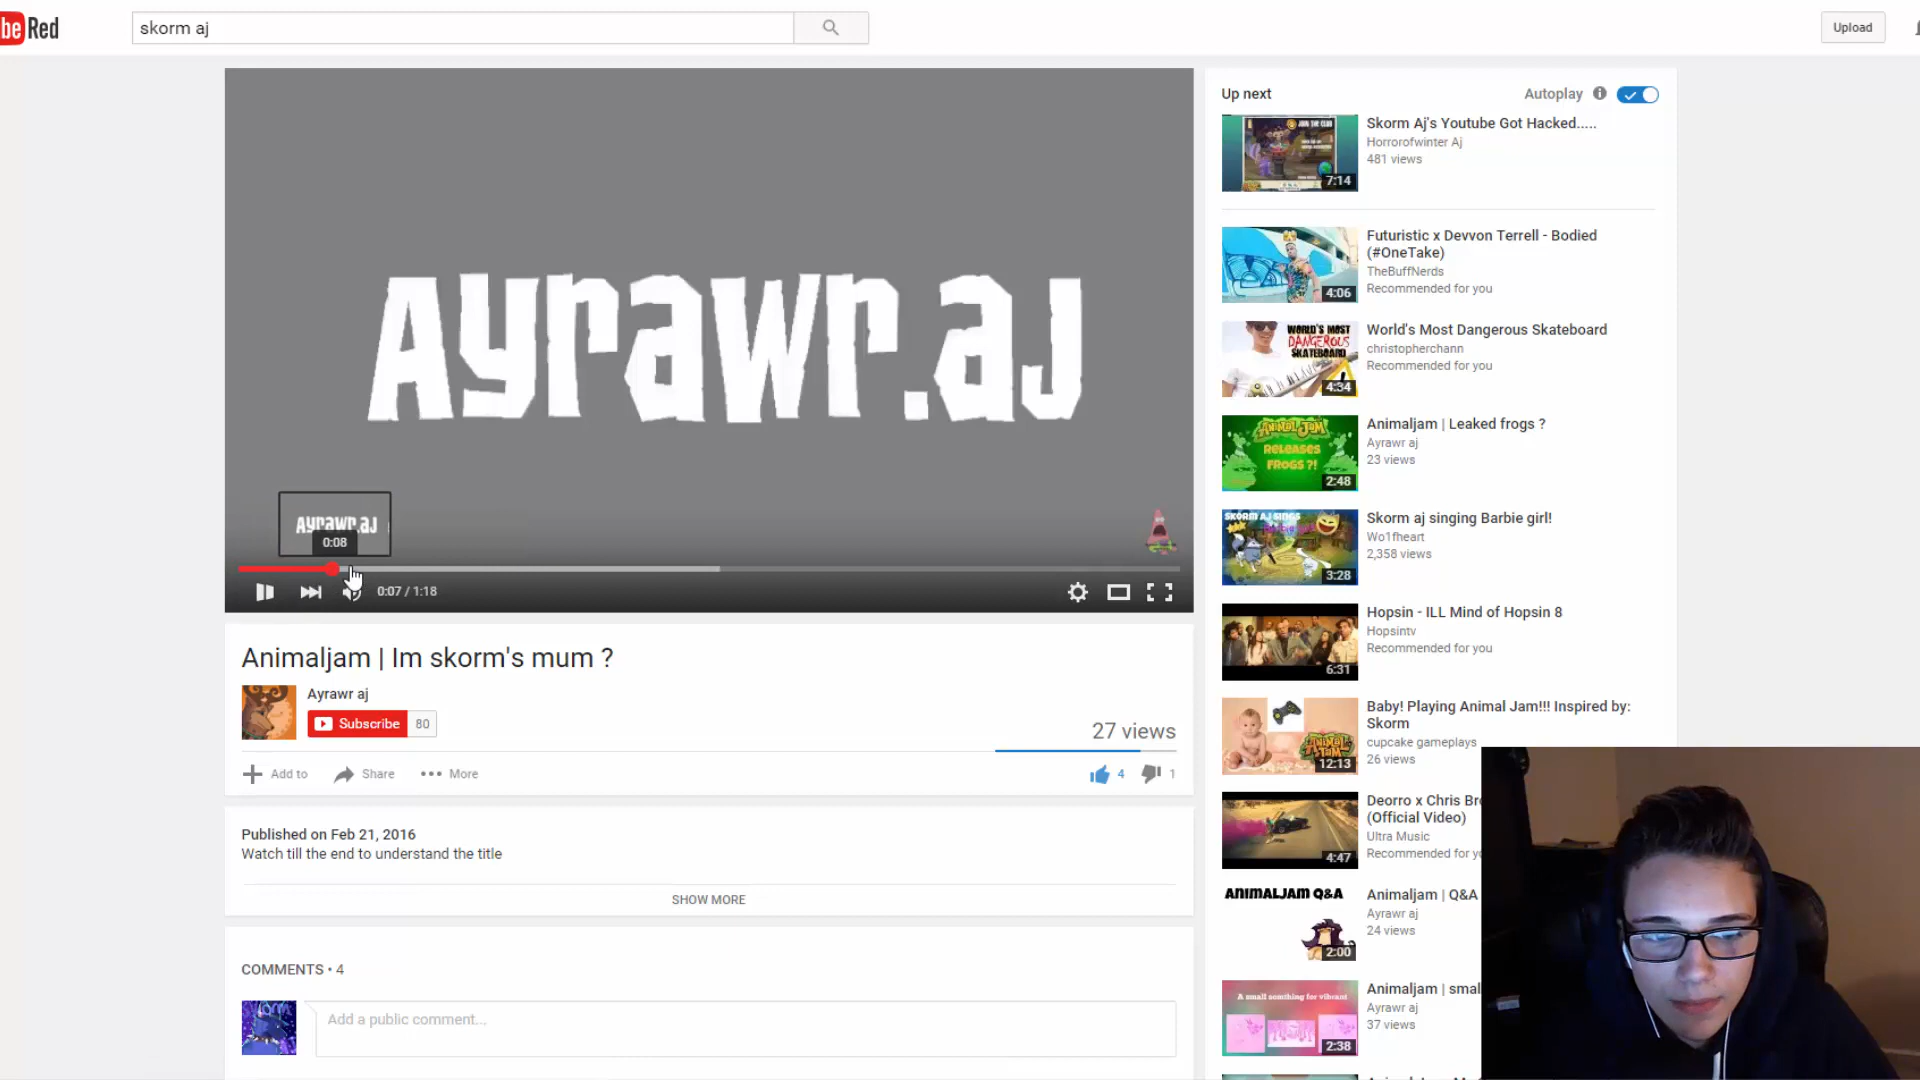 be Red
skorm aj
Upload
Ayrawr.aj
Ayrawr.aj
0:08
0:07 / 1:18
Animaljam | Im skorm's mum ?
Ayrawr aj
Subscribe 80
27 views
Add to
Share
More
4
1
Published on Feb 21, 2016
Watch till the end to understand the title
SHOW MORE
COMMENTS • 4
Add a public comment...
Up next
Autoplay
JOIN THE CLUB
7:14
Skorm Aj's Youtube Got Hacked.....
Horrorofwinter Aj
481 views
4:06
Futuristic x Devvon Terrell - Bodied
(#OneTake)
TheBuffNerds
Recommended for you
WORLD'S MOST
DANGEROUS
SKATEBOARD
4:34
World's Most Dangerous Skateboard
christopherchann
Recommended for you
ANIMAL JAM
RELEASES
FROGS ?!
2:48
Animaljam | Leaked frogs ?
Ayrawr aj
23 views
SKORM AJ SINGS
3:28
Skorm aj singing Barbie girl!
Wo1fheart
2,358 views
6:31
Hopsin - ILL Mind of Hopsin 8
Hopsintv
Recommended for you
ANIMAL JAM
12:13
Baby! Playing Animal Jam!!! Inspired by:
Skorm
cupcake gameplays
26 views
4:47
Deorro x Chris Br
(Official Video)
Ultra Music
Recommended for yo
ANIMALJAM Q&A
2:00
Animaljam | Q&A
Ayrawr aj
24 views
A small somthing for vibrant
2:38
Animaljam | smal
Ayrawr aj
37 views